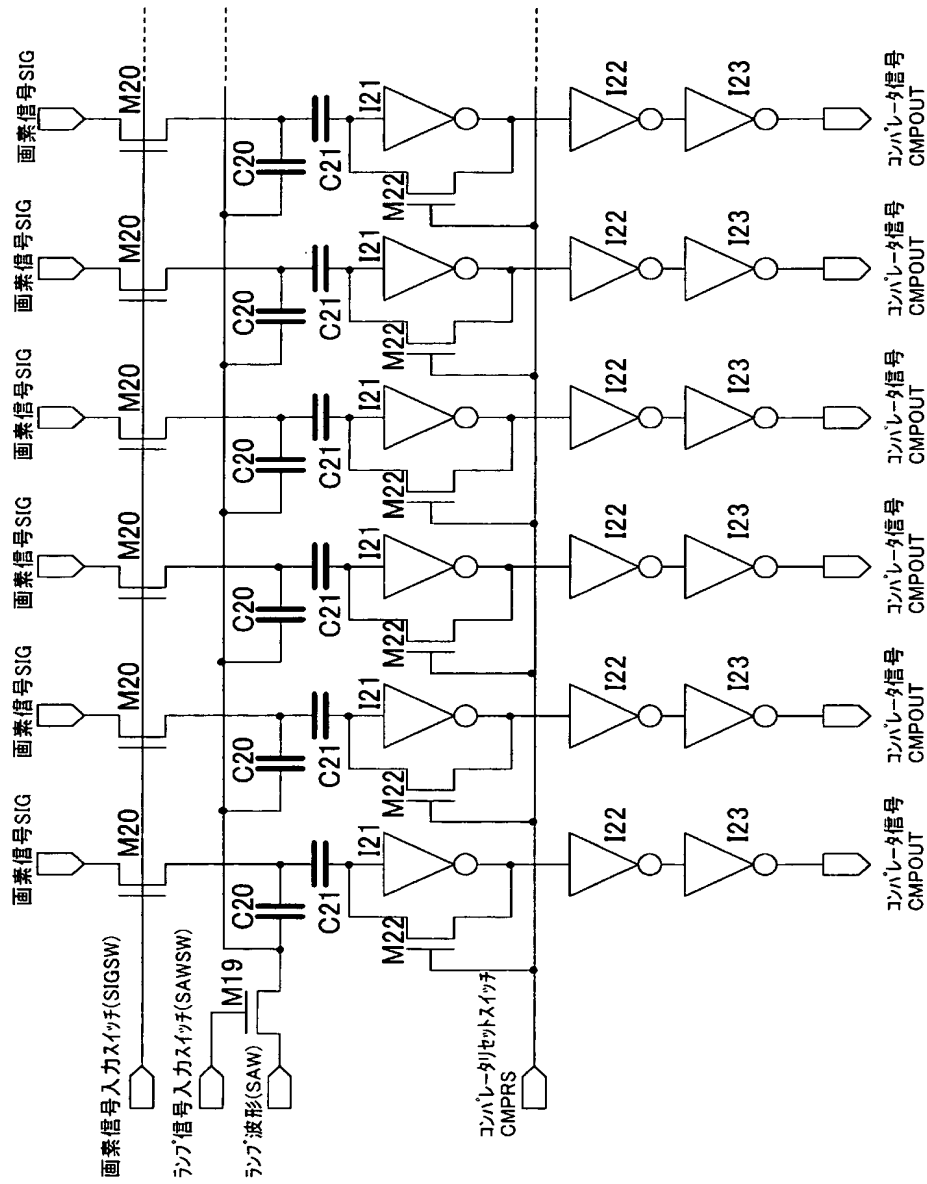 画素信号SIG
画素信号SIG
画素信号SIG
画素信号SIG
画素信号SIG
画素信号SIG
M20
M20
M20
M20
M20
M20
C20
C20
C20
C20
C20
C20
C21
C21
C21
C21
C21
C21
I21
I21
I21
I21
I21
I21
M22
M22
M22
M22
M22
M22
I22
I22
I22
I22
I22
I22
I23
I23
I23
I23
I23
I23
M19
画素信号入力スイッチ(SIGSW)
ランプ信号入力スイッチ(SAWSW)
ランプ波形(SAW)
コンパレータリセットスイッチ
CMPRS
コンパレータ信号
CMPOUT
コンパレータ信号
CMPOUT
コンパレータ信号
CMPOUT
コンパレータ信号
CMPOUT
コンパレータ信号
CMPOUT
コンパレータ信号
CMPOUT